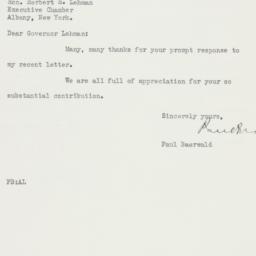 Hon. Herbert H. Lehman
Executive Chamber
Albany, New York.
Dear Governor Lehman:
Many, many thanks for your prompt response to
my recent letter.
We are all full of appreciation for your so
substantial contribution.
Sincerely yours,
Paul Baerwald
PB:AL